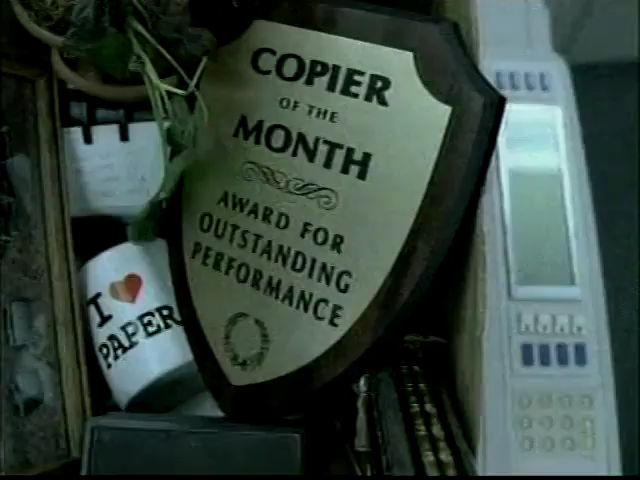 COPIER
OF THE
MONTH
AWARD FOR
OUTSTANDING
PERFORMANCE
I ❤
PAPER